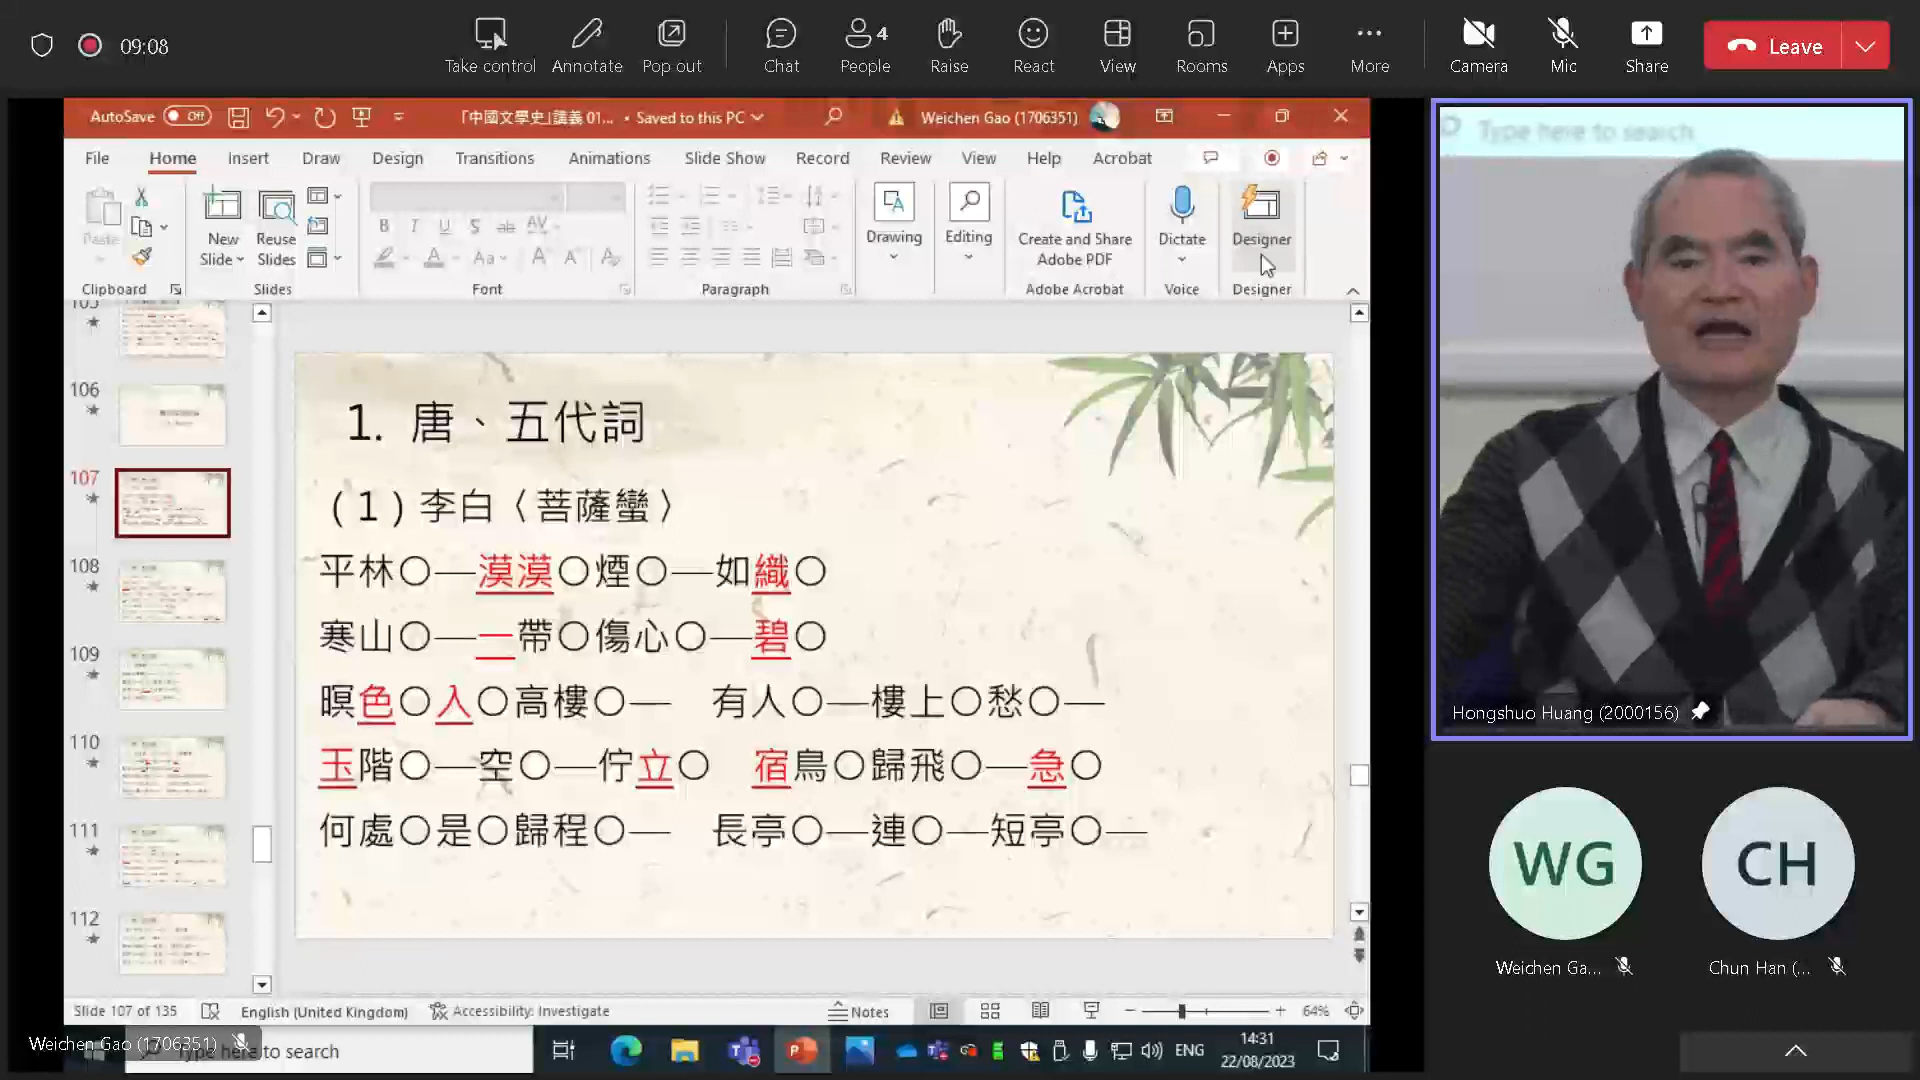 09:08
Take control
Annotate
Pop out
Chat
4
People
Raise
React
View
Rooms
Apps
More
Camera
Mic
Share
Leave
AutoSave Off
「中國文學史」講義 01... • Saved to this PC
Weichen Gao (1706351)
File Home Insert Draw Design Transitions Animations Slide Show Record Review View Help Acrobat
Paste
New Slide
Reuse Slides
Drawing
Editing
Create and Share Adobe PDF
Dictate
Designer
Clipboard
Slides
Font
Paragraph
Adobe Acrobat
Voice
Designer
105
106
107
108
109
110
111
112
1. 唐、五代詞
(1)李白〈菩薩蠻〉
平林〇—漠漠〇煙〇—如織〇
寒山〇—一帶〇傷心〇—碧〇
暝色〇入〇高樓〇— 有人〇—樓上〇愁〇—
玉階〇—空〇—佇立〇 宿鳥〇歸飛〇—急〇
何處〇是〇歸程〇— 長亭〇—連〇—短亭〇—
Slide 107 of 135
English (United Kingdom)
Accessibility: Investigate
Notes
64%
Weichen Gao (1706351)
Type here to search
ENG
14:31
22/08/2023
Type here to search
Hongshuo Huang (2000156)
WG
CH
Weichen Ga...
Chun Han (...